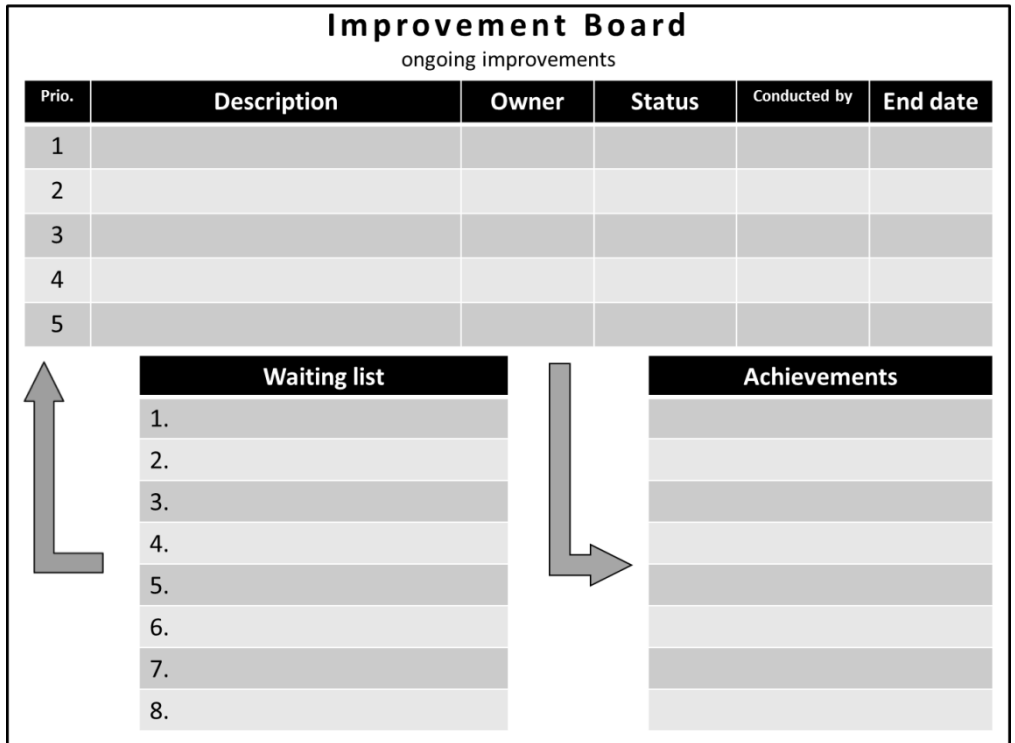 Improvement Board
ongoing improvements
Prio. Description Owner Status Conducted by End date
1
2
3
4
5
Waiting list
1.
2.
3.
4.
5.
6.
7.
8.
Achievements